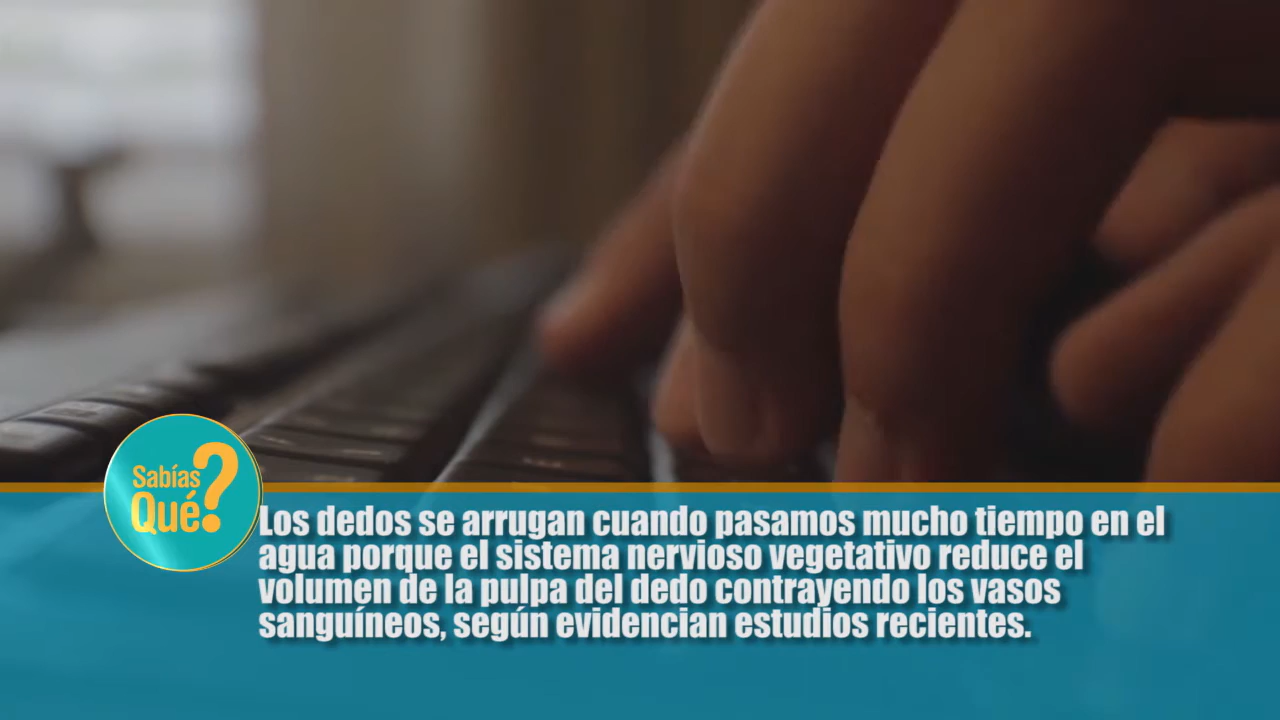 Sabías
Qué?
Los dedos se arrugan cuando pasamos mucho tiempo en el
agua porque el sistema nervioso vegetativo reduce el
volumen de la pulpa del dedo contrayendo los vasos
sanguíneos, según evidencian estudios recientes.